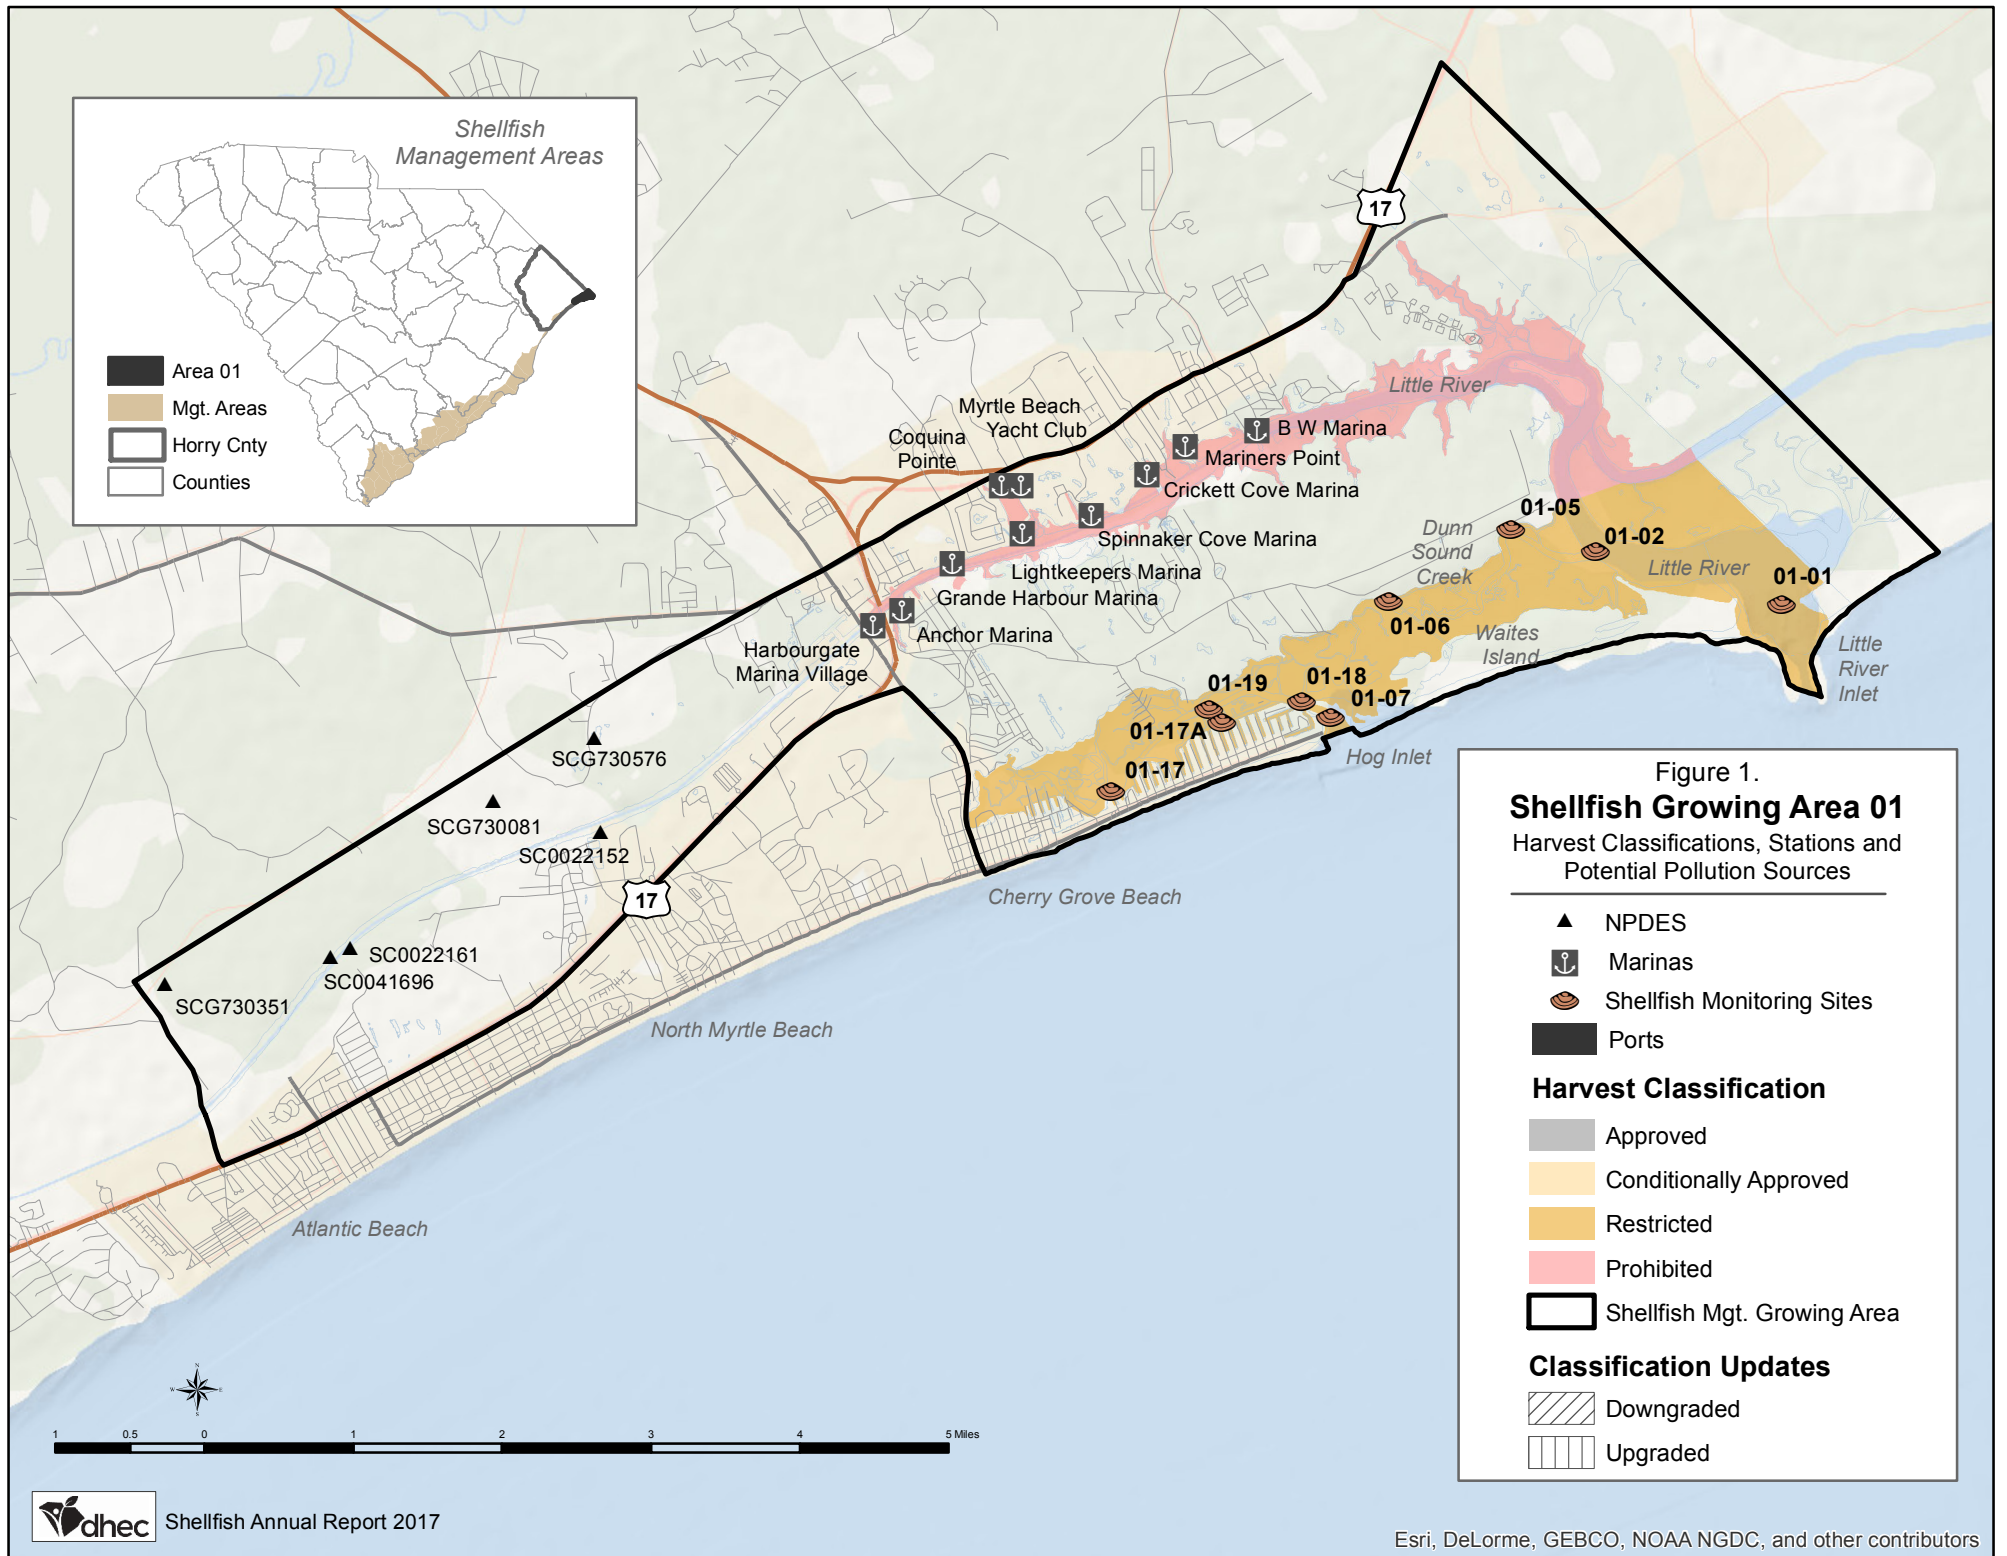 Shellfish
Management Areas
Area 01
Mgt. Areas
Horry Cnty
Counties
17
Little River
Myrtle Beach
Yacht Club
Coquina
Pointe
B W Marina
Mariners Point
Crickett Cove Marina
Spinnaker Cove Marina
Lightkeepers Marina
Grande Harbour Marina
Anchor Marina
Harbourgate
Marina Village
01-05
01-02
01-01
Dunn
Sound
Creek
Little River
01-06
Waites
Island
Little
River
Inlet
01-19
01-18
01-07
01-17A
01-17
Hog Inlet
SCG730576
SCG730081
SC0022152
17
SC0022161
SC0041696
SCG730351
Cherry Grove Beach
North Myrtle Beach
Atlantic Beach
Figure 1.
Shellfish Growing Area 01
Harvest Classifications, Stations and
Potential Pollution Sources
NPDES
Marinas
Shellfish Monitoring Sites
Ports
Harvest Classification
Approved
Conditionally Approved
Restricted
Prohibited
Shellfish Mgt. Growing Area
Classification Updates
Downgraded
Upgraded
N
W E
S
1 0.5 0 1 2 3 4 5 Miles
dhec
Shellfish Annual Report 2017
Esri, DeLorme, GEBCO, NOAA NGDC, and other contributors